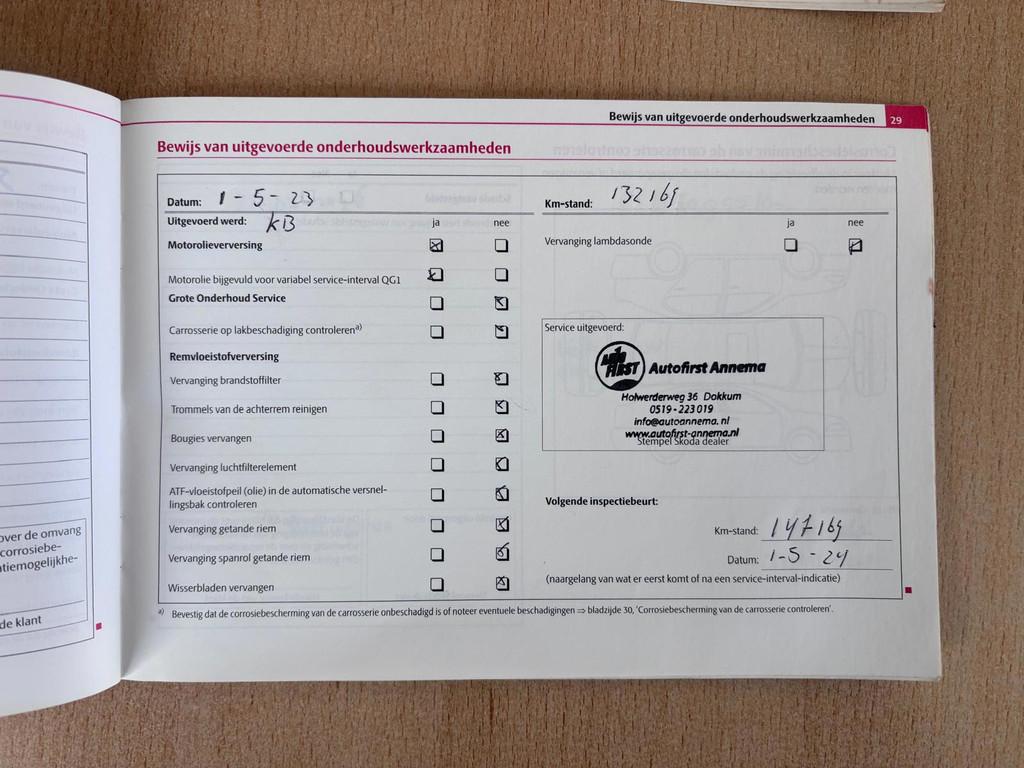 Bewijs van uitgevoerde onderhoudswerkzaamheden 29
Bewijs van uitgevoerde onderhoudswerkzaamheden
Datum: 1 - 5 - 23
Uitgevoerd werd: KB ja nee
Motorolieverversing
Motorolie bijgevuld voor variabel service-interval QG1
Grote Onderhoud Service
Carrosserie op lakbeschadiging controleren a)
Remvloeistofverversing
Vervanging brandstoffilter
Trommels van de achterrem reinigen
Bougies vervangen
Vervanging luchtfilterelement
ATF-vloeistofpeil (olie) in de automatische versnel-
lingsbak controleren
Vervanging getande riem
Vervanging spanrol getande riem
Wisserbladen vervangen
Km-stand: 132169
ja nee
Vervanging lambdasonde
Service uitgevoerd:
FIRST Autofirst Annema
Holwerderweg 36 Dokkum
0519-223019
info@autoannema.nl
www.autofirst-annema.nl
Stempel Skoda dealer
Volgende inspectiebeurt:
Km-stand: 147169
Datum: 1-5-24
(naargelang van wat er eerst komt of na een service-interval-indicatie)
a) Bevestig dat de corrosiebescherming van de carrosserie onbeschadigd is of noteer eventuele beschadigingen ⇒ bladzijde 30, 'Corrosiebescherming van de carrosserie controleren'.
over de omvang
corrosiebe-
tiemogelijkhe-
de klant